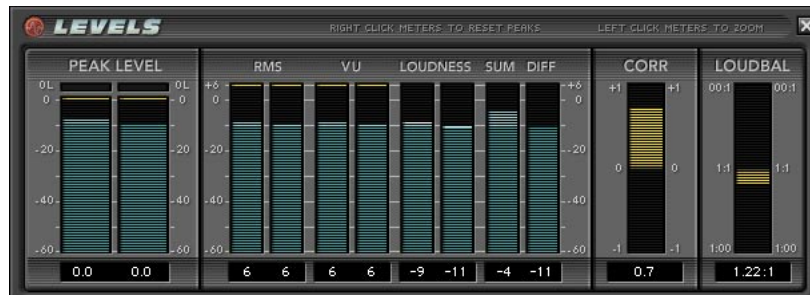 LEVELS RIGHT CLICK METERS TO RESET PEAKS LEFT CLICK METERS TO ZOOM X
PEAK LEVEL RMS VU LOUDNESS SUM DIFF CORR LOUDBAL
OL OL +6 +6 +1 +1 00:1 00:1
0 0 0 0
-20 -20 -20 -20 0 0 1:1 1:1
-40 -40 -40 -40
-60 -60 -60 -60 -1 -1 1:00 1:00
0.0 0.0 6 6 6 6 -9 -11 -4 -11 0.7 1.22:1